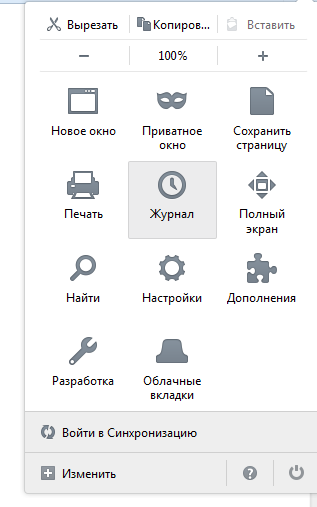 Вырезать Копиров... Вставить
− 100% +
Новое окно Приватное Сохранить
окно страницу
Печать Журнал Полный
экран
Найти Настройки Дополнения
Разработка Облачные
вкладки
Войти в Синхронизацию
Изменить ?